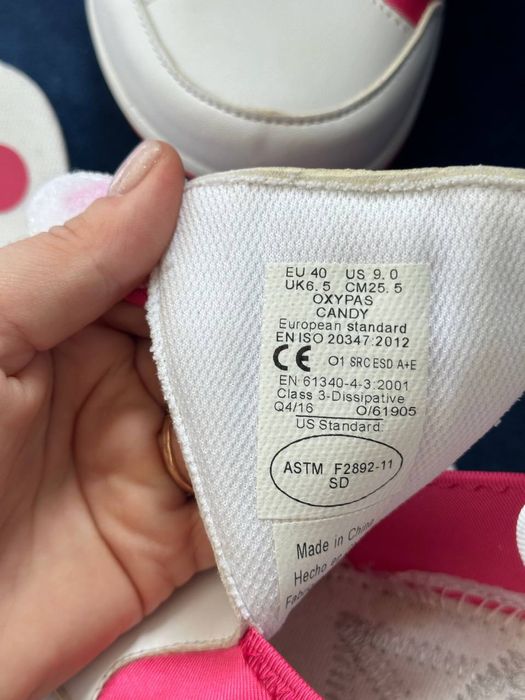 EU 40 US 9.0
UK6.5 CM25.5
OXYPAS
CANDY
European standard
EN ISO 20347:2012
CE O1 SRC ESD A+E
EN 61340-4-3:2001
Class 3-Dissipative
Q4/16 O/61905
US Standard
ASTM F2892-11
SD
Made in China
Hecho